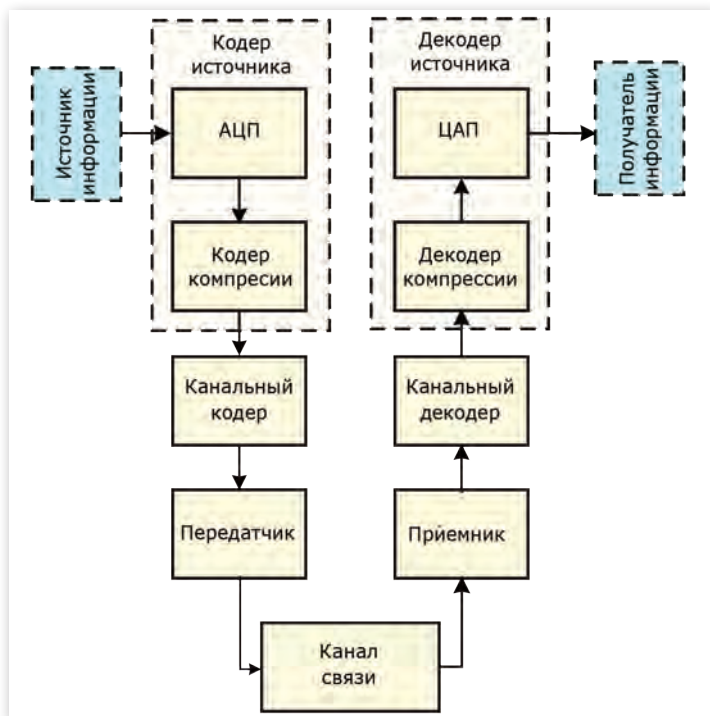 Кодер
источника
Декодер
источника
Источник
информации
АЦП
ЦАП
Получатель
информации
Кодер
компресии
Декодер
компрессии
Канальный
кодер
Канальный
декодер
Передатчик
Приемник
Канал
связи